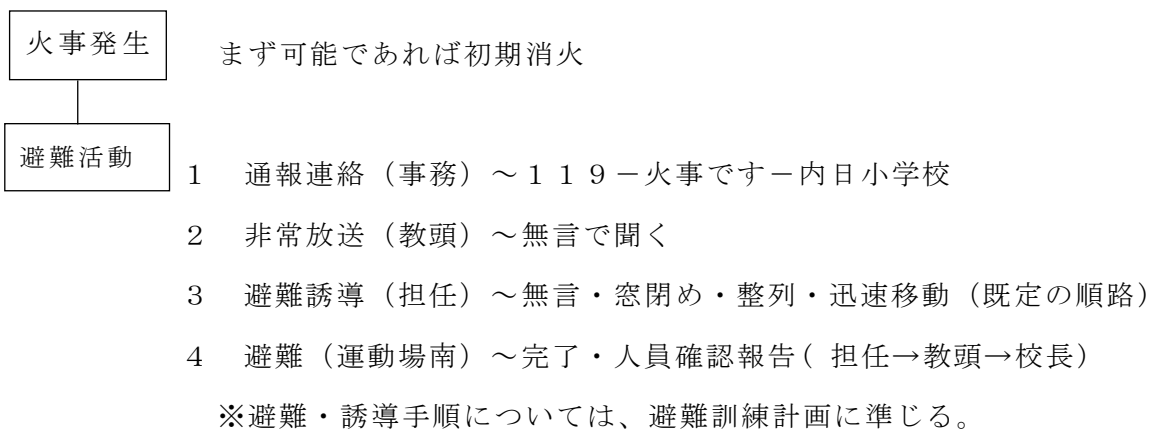 火事発生
まず可能であれば初期消火
避難活動
1 通報連絡（事務）～１１９－火事です－内日小学校
2 非常放送（教頭）～無言で聞く
3 避難誘導（担任）～無言・窓閉め・整列・迅速移動（既定の順路）
4 避難（運動場南）～完了・人員確認報告( 担任→教頭→校長）
※避難・誘導手順については、避難訓練計画に準じる。